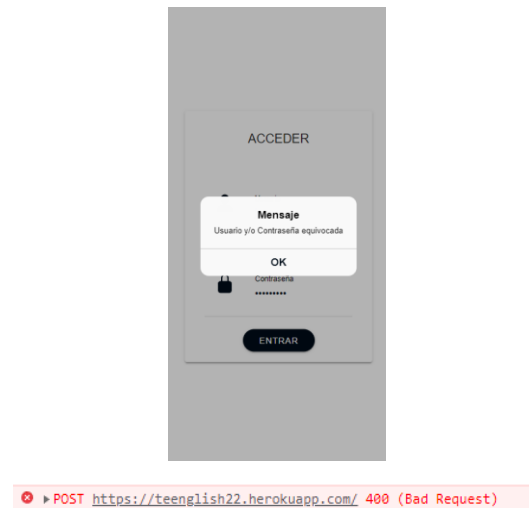 ACCEDER
Mensaje
Usuario y/o Contraseña equivocada
OK
Contraseña
ENTRAR
POST https://teenglish22.herokuapp.com/ 400 (Bad Request)